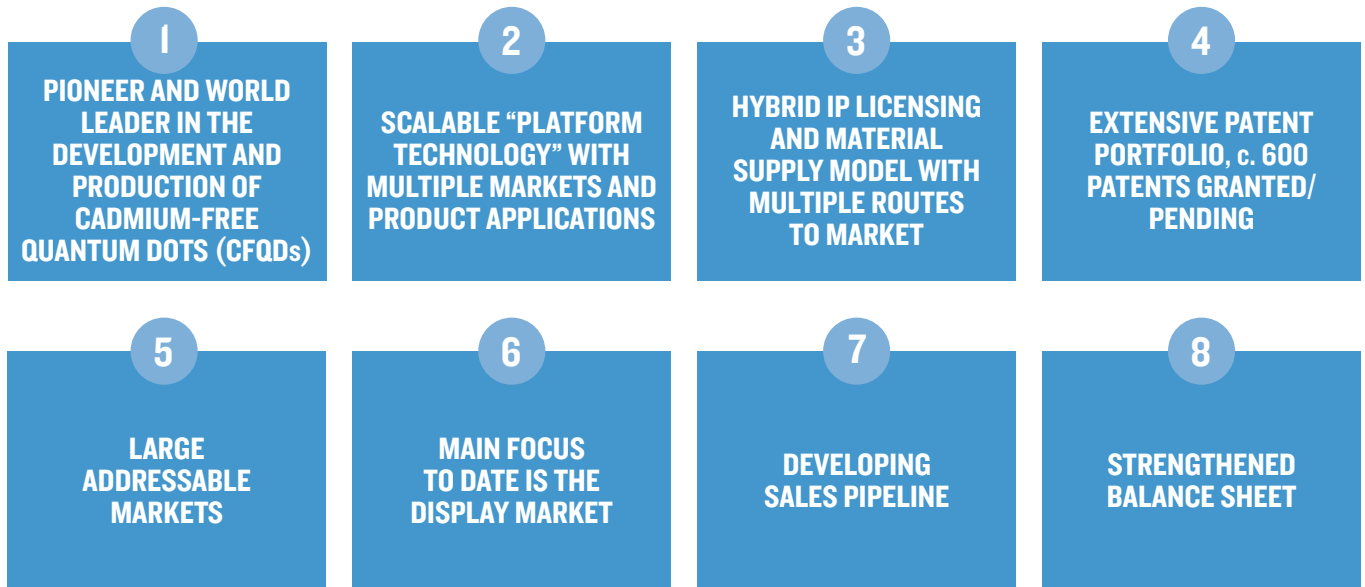 1
PIONEER AND WORLD
LEADER IN THE
DEVELOPMENT AND
PRODUCTION OF
CADMIUM-FREE
QUANTUM DOTS (CFQDs)
2
SCALABLE “PLATFORM
TECHNOLOGY” WITH
MULTIPLE MARKETS AND
PRODUCT APPLICATIONS
3
HYBRID IP LICENSING
AND MATERIAL
SUPPLY MODEL WITH
MULTIPLE ROUTES
TO MARKET
4
EXTENSIVE PATENT
PORTFOLIO, c. 600
PATENTS GRANTED/
PENDING
5
LARGE
ADDRESSABLE
MARKETS
6
MAIN FOCUS
TO DATE IS THE
DISPLAY MARKET
7
DEVELOPING
SALES PIPELINE
8
STRENGTHENED
BALANCE SHEET